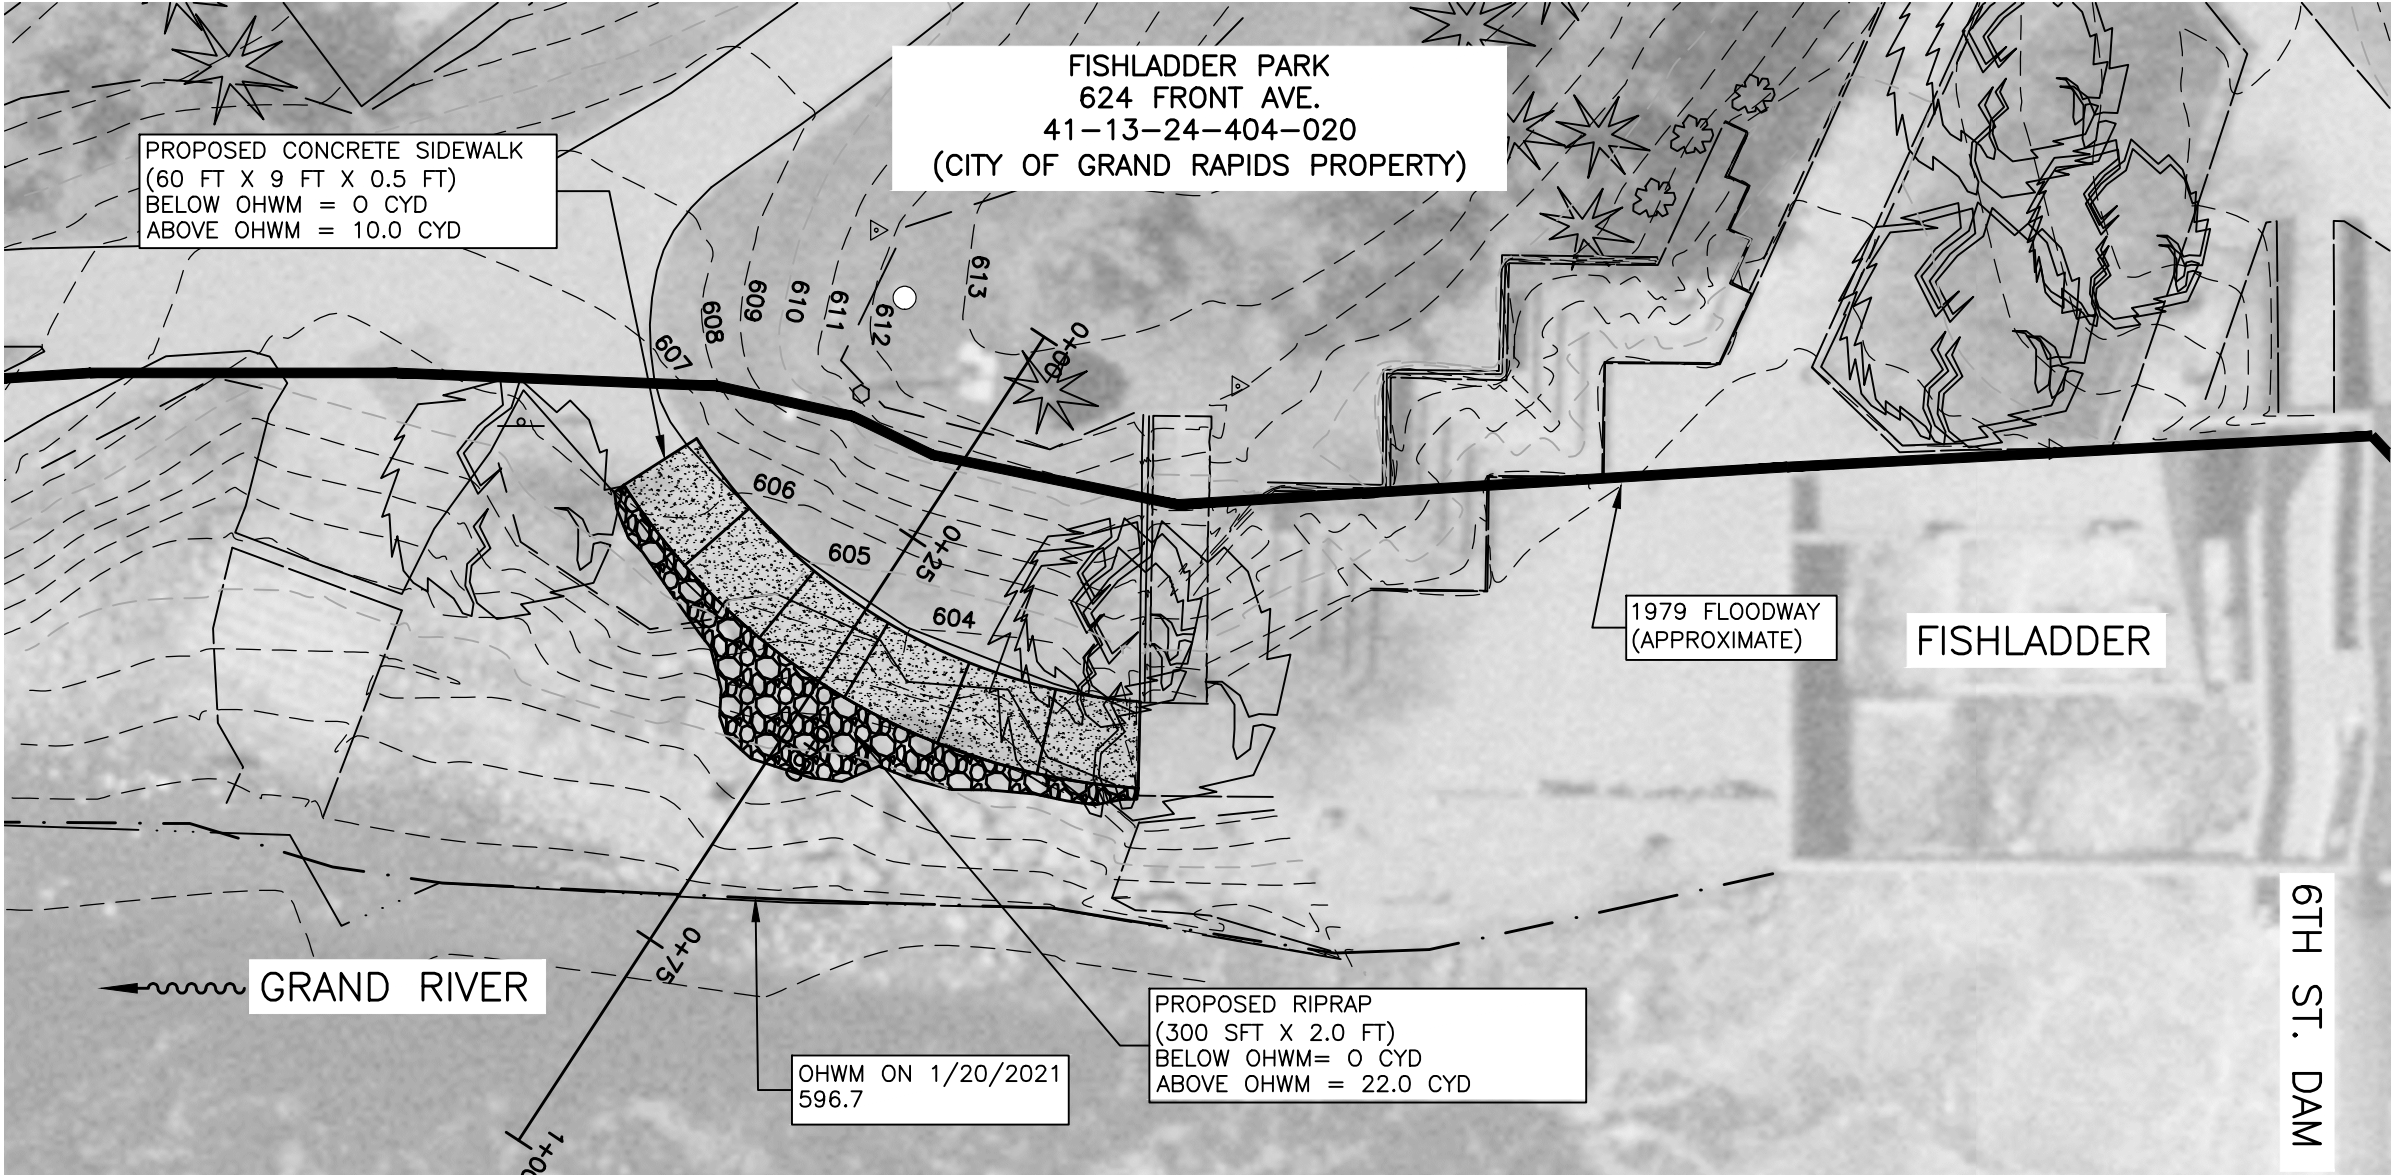 FISHLADDER PARK
624 FRONT AVE.
41-13-24-404-020
(CITY OF GRAND RAPIDS PROPERTY)
PROPOSED CONCRETE SIDEWALK
(60 FT X 9 FT X 0.5 FT)
BELOW OHWM = 0 CYD
ABOVE OHWM = 10.0 CYD
607
608
609
610
611
612
613
0+00
606
605
604
0+25
1979 FLOODWAY
(APPROXIMATE)
FISHLADDER
0+75
GRAND RIVER
OHWM ON 1/20/2021
596.7
PROPOSED RIPRAP
(300 SFT X 2.0 FT)
BELOW OHWM= 0 CYD
ABOVE OHWM = 22.0 CYD
6TH ST. DAM
1+00